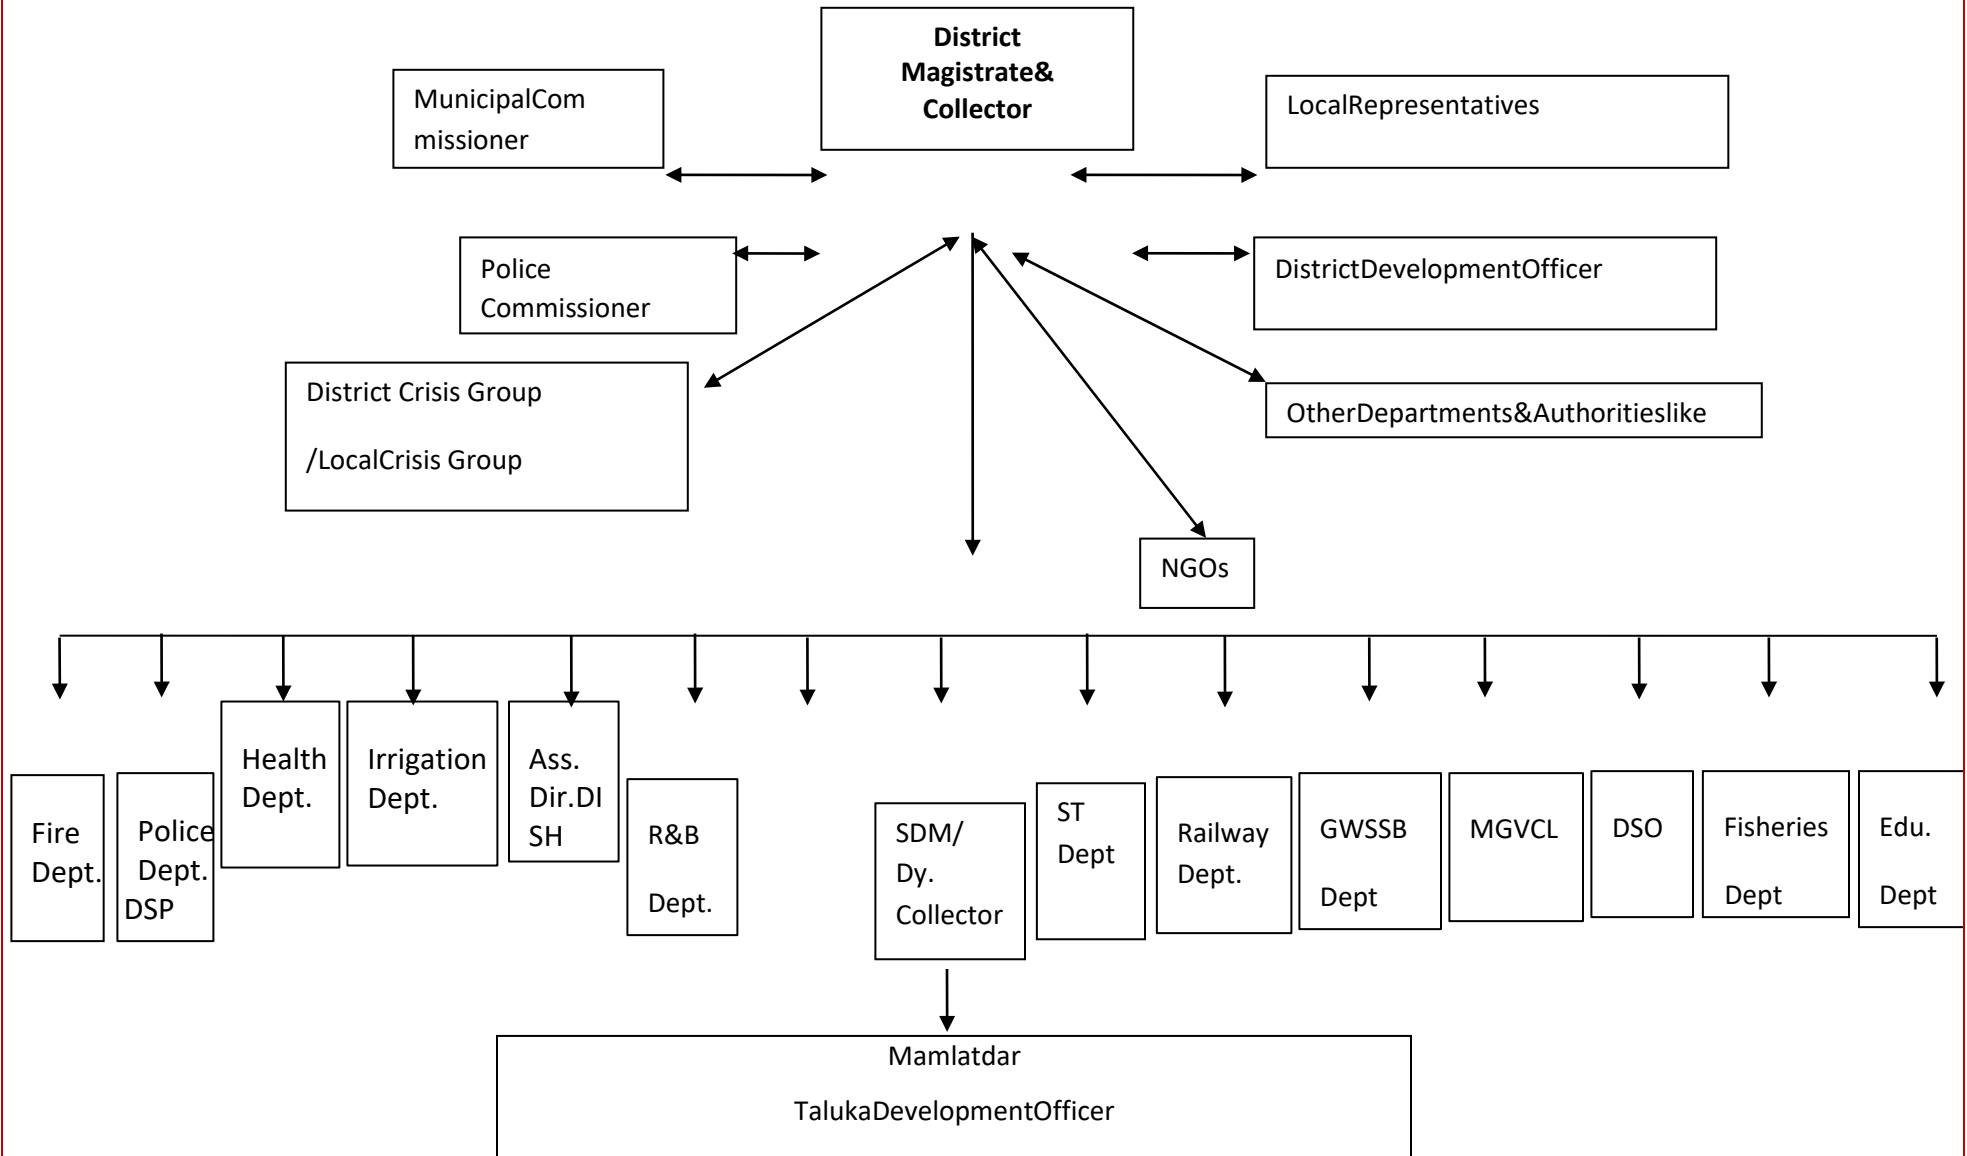 District
Magistrate&
Collector
MunicipalCom
missioner
LocalRepresentatives
Police
Commissioner
DistrictDevelopmentOfficer
District Crisis Group
/LocalCrisis Group
OtherDepartments&Authoritieslike
NGOs
Fire
Dept.
Police
Dept.
DSP
Health
Dept.
Irrigation
Dept.
Ass.
Dir.DI
SH
R&B
Dept.
SDM/
Dy.
Collector
ST
Dept
Railway
Dept.
GWSSB
Dept
MGVCL
DSO
Fisheries
Dept
Edu.
Dept
Mamlatdar
TalukaDevelopmentOfficer